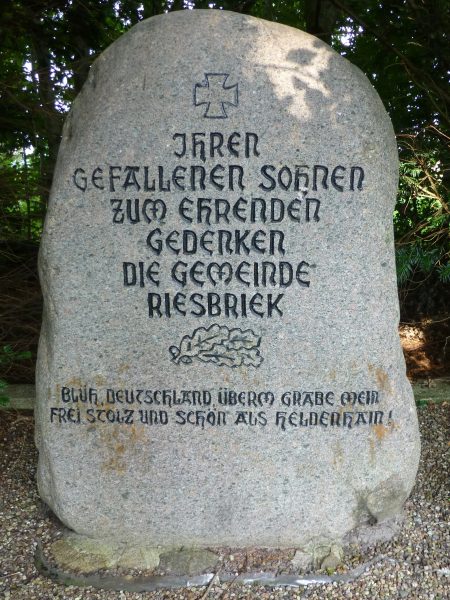 IHREN
GEFALLENEN SÖHNEN
ZUM EHRENDEN
GEDENKEN
DIE GEMEINDE
RIESBRIEK
BLÜH, DEUTSCHLAND, ÜBERM GRABE MEIN
FREI STOLZ UND SCHÖN ALS HELDENHAIN!